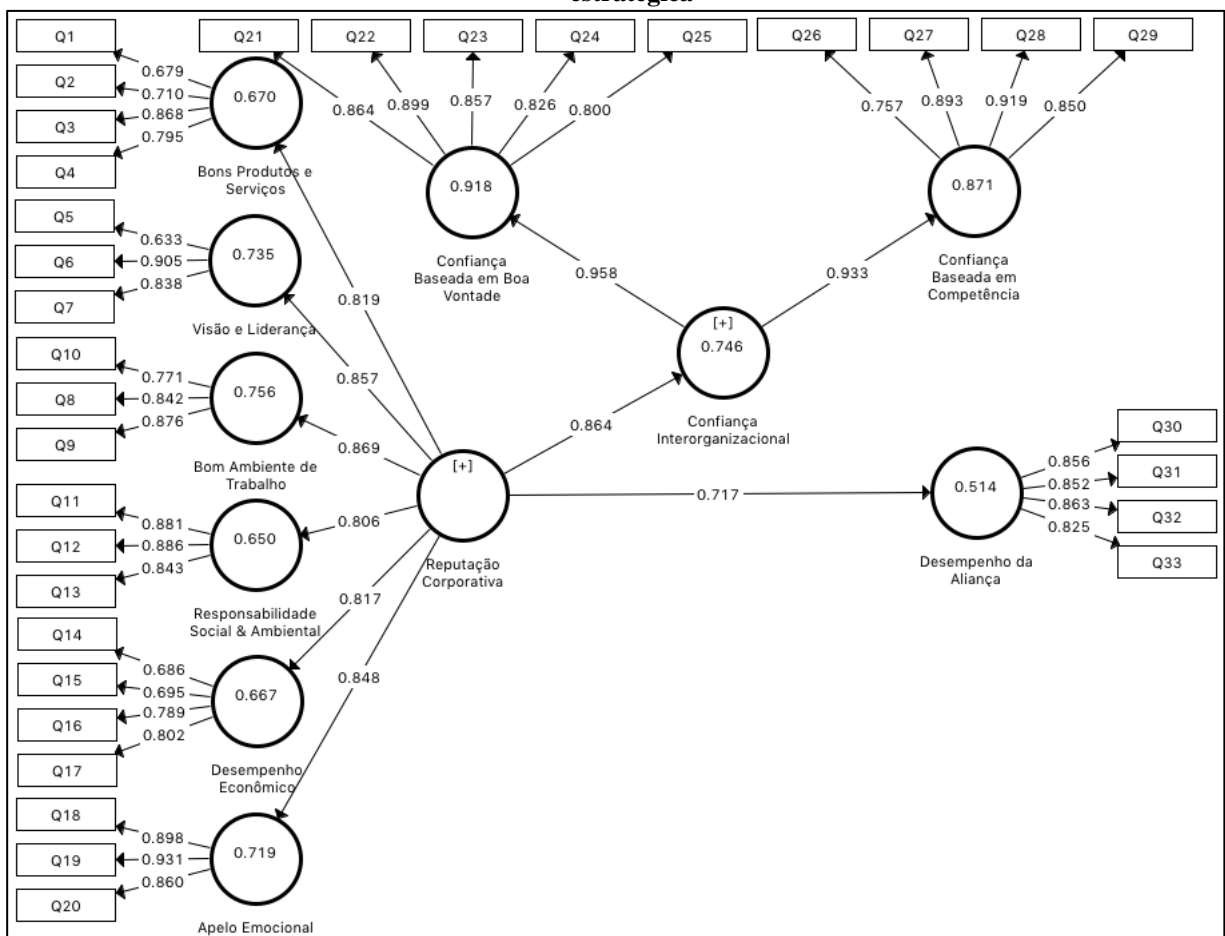 estratégica
Q1
Q21
Q22
Q23
Q24
Q25
Q26
Q27
Q28
Q29
0.679
Q2
0.710
0.670
0.868
Q3
0.795
Q4
0.864
0.899
0.857
0.826
0.800
0.757
0.893
0.919
0.850
Bons Produtos e
Serviços
0.918
0.871
Q5
0.633
Q6
0.905
0.735
0.838
Q7
Visão e Liderança
Confiança
Baseada em Boa
Vontade
Confiança
Baseada em
Competência
0.958
0.933
0.819
[+]
0.746
Confiança
Interorganizacional
Q10
0.771
Q8
0.842
0.756
0.876
Q9
Bom Ambiente de
Trabalho
0.857
0.869
0.864
[+]
Reputação
Corporativa
0.717
0.514
Desempenho da
Aliança
Q30
0.856
Q31
0.852
0.863
Q32
0.825
Q33
Q11
0.881
Q12
0.886
0.650
0.843
Q13
0.806
Responsabilidade
Social & Ambiental
0.817
Q14
0.686
Q15
0.695
0.667
0.789
Q16
0.802
Q17
Desempenho
Econômico
0.848
Q18
0.898
Q19
0.931
0.719
0.860
Q20
Apelo Emocional